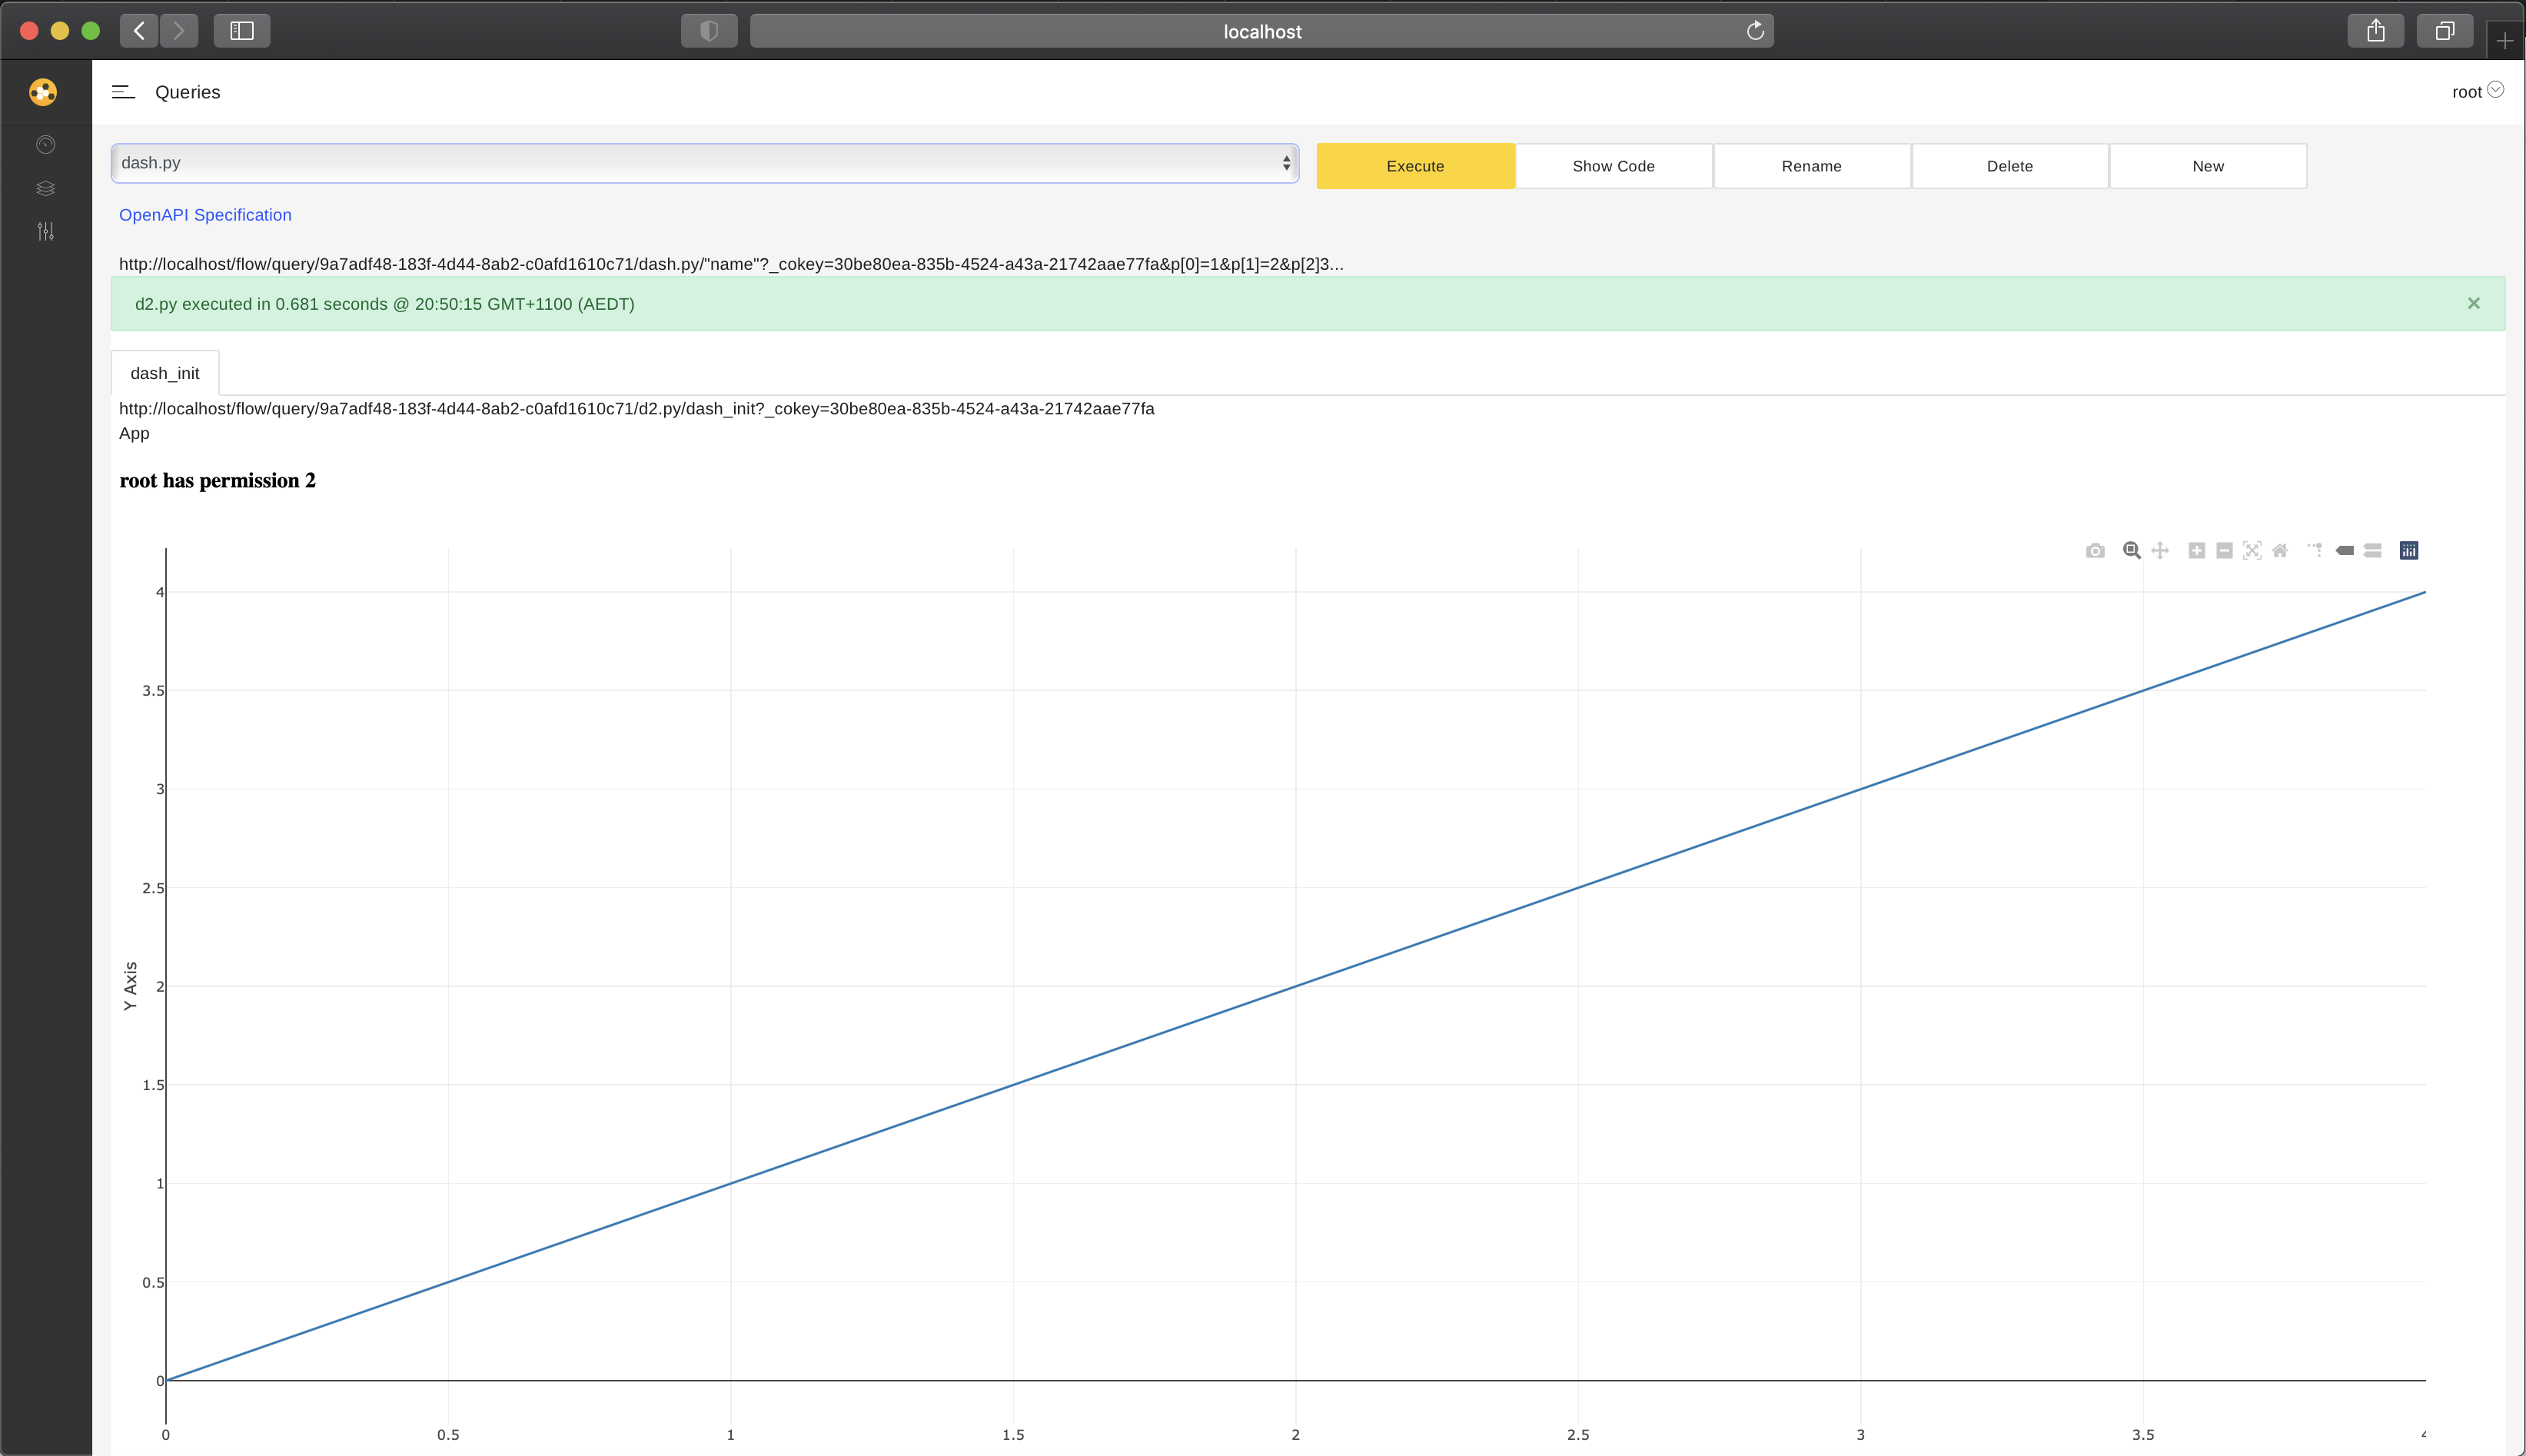 localhost
Queries
root
dash.py
Execute
Show Code
Rename
Delete
New
OpenAPI Specification
http://localhost/flow/query/9a7adf48-183f-4d44-8ab2-c0afd1610c71/dash.py/"name"?_cokey=30be80ea-835b-4524-a43a-21742aae77fa&p[0]=1&p[1]=2&p[2]3...
d2.py executed in 0.681 seconds @ 20:50:15 GMT+1100 (AEDT)
dash_init
http://localhost/flow/query/9a7adf48-183f-4d44-8ab2-c0afd1610c71/d2.py/dash_init?_cokey=30be80ea-835b-4524-a43a-21742aae77fa
App
root has permission 2
4
3.5
3
2.5
2
1.5
1
0.5
0
Y Axis
0 0.5 1 1.5 2 2.5 3 3.5